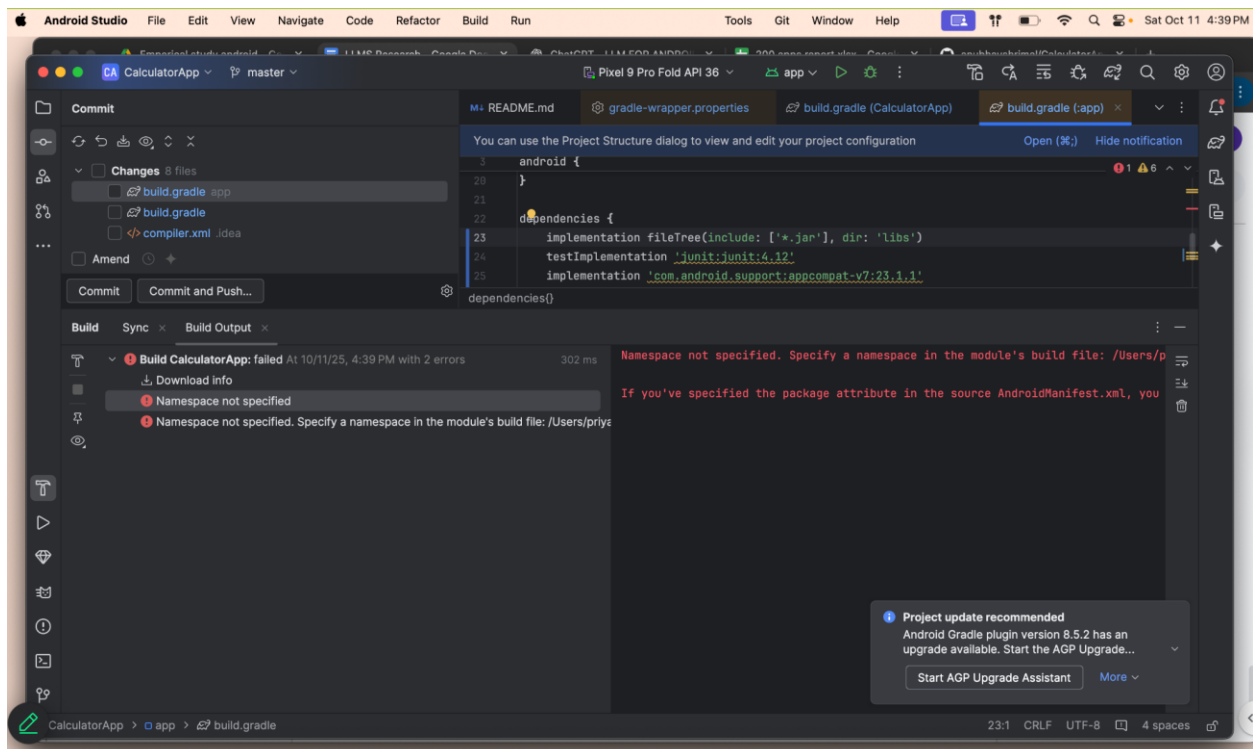 Android Studio File Edit View Navigate Code Refactor Build Run Tools Git Window Help Sat Oct 11 4:39 PM
CA CalculatorApp master Pixel 9 Pro Fold API 36 app
Commit
README.md gradle-wrapper.properties build.gradle (CalculatorApp) build.gradle (:app)
You can use the Project Structure dialog to view and edit your project configuration Open (⌘;) Hide notification
Changes 8 files
build.gradle app
build.gradle
compiler.xml .idea
Amend
Commit Commit and Push...
3 android {
1 6
20 }
21
22 dependencies {
23 implementation fileTree(include: ['*.jar'], dir: 'libs')
24 testImplementation 'junit:junit:4.12'
25 implementation 'com.android.support:appcompat-v7:23.1.1'
dependencies{}
Build Sync Build Output
Build CalculatorApp: failed At 10/11/25, 4:39 PM with 2 errors 302 ms
Download info
Namespace not specified
Namespace not specified. Specify a namespace in the module's build file: /Users/priya
Namespace not specified. Specify a namespace in the module's build file: /Users/p
If you've specified the package attribute in the source AndroidManifest.xml, you
Project update recommended
Android Gradle plugin version 8.5.2 has an
upgrade available. Start the AGP Upgrade...
Start AGP Upgrade Assistant More
CalculatorApp > app > build.gradle 23:1 CRLF UTF-8 4 spaces